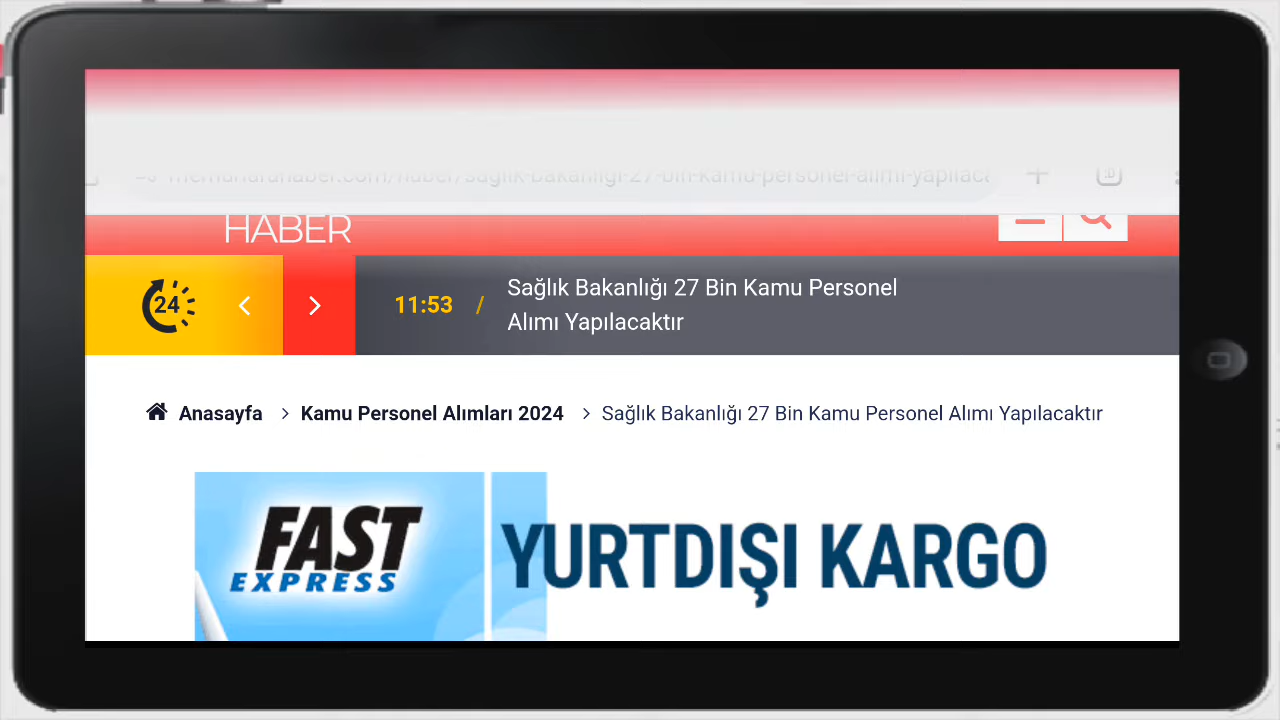 HABER
24
11:53 / Sağlık Bakanlığı 27 Bin Kamu Personel
Alımı Yapılacaktır
Anasayfa > Kamu Personel Alımları 2024 > Sağlık Bakanlığı 27 Bin Kamu Personel Alımı Yapılacaktır
FAST
EXPRESS
YURTDIŞI KARGO